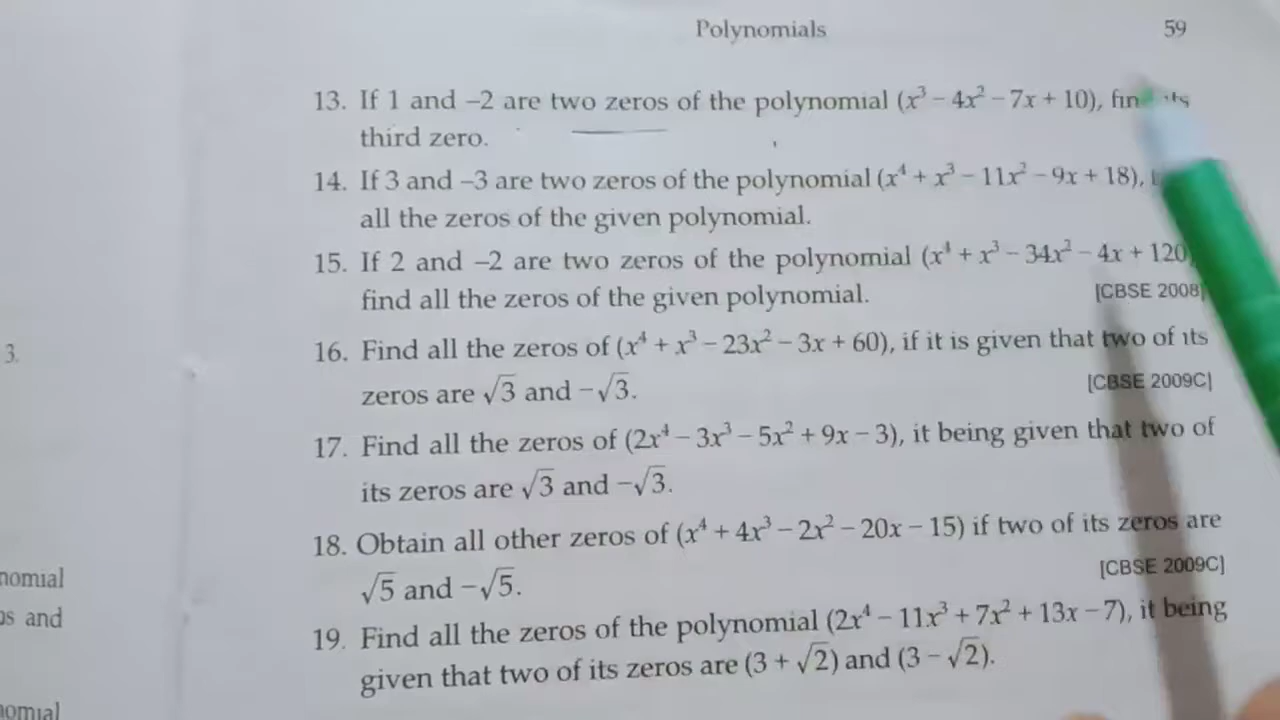 Polynomials 59
13. If 1 and –2 are two zeros of the polynomial (x³ – 4x² – 7x + 10), find its
third zero.
14. If 3 and –3 are two zeros of the polynomial (x⁴ + x³ – 11x² – 9x + 18),
all the zeros of the given polynomial.
15. If 2 and –2 are two zeros of the polynomial (x⁴ + x³ – 34x² – 4x + 120
find all the zeros of the given polynomial. [CBSE 2008]
3.
16. Find all the zeros of (x⁴ + x³ – 23x² – 3x + 60), if it is given that two of its
zeros are √3 and –√3. [CBSE 2009C]
17. Find all the zeros of (2x⁴ – 3x³ – 5x² + 9x – 3), it being given that two of
its zeros are √3 and –√3.
18. Obtain all other zeros of (x⁴ + 4x³ – 2x² – 20x – 15) if two of its zeros are
√5 and –√5. [CBSE 2009C]
nomial
and
19. Find all the zeros of the polynomial (2x⁴ – 11x³ + 7x² + 13x – 7), it being
given that two of its zeros are (3 + √2) and (3 – √2).
nomial